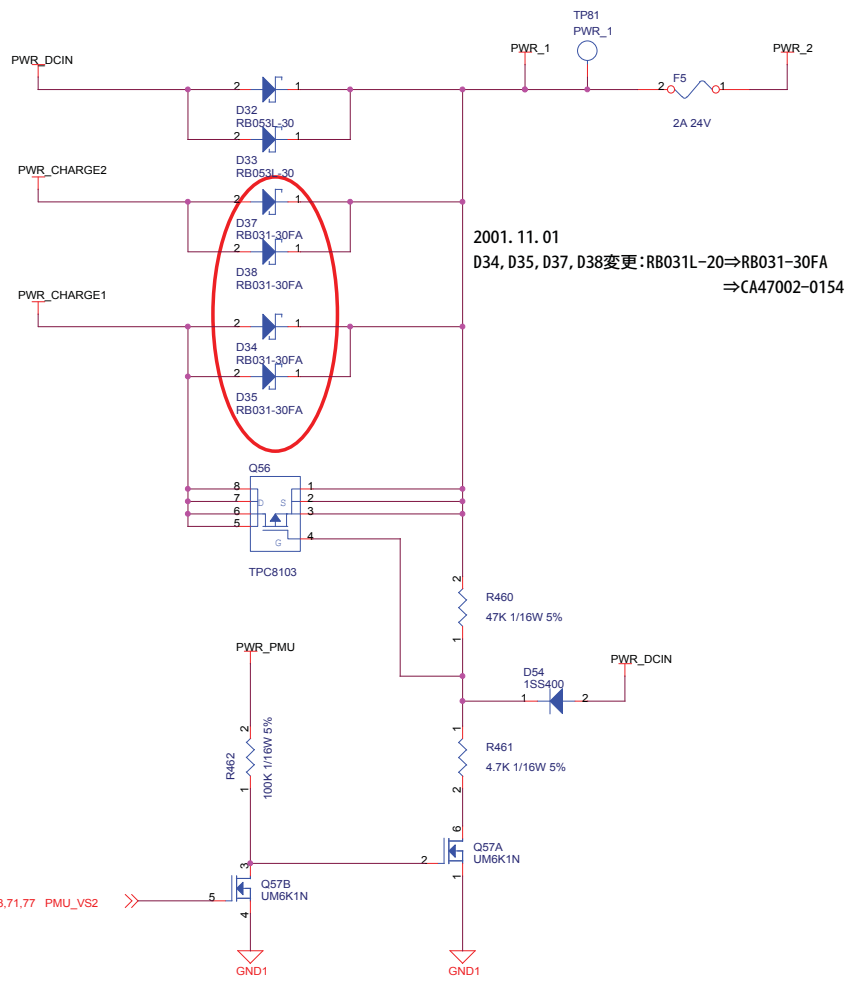 TP81
PWR_1
PWR_DCIN
PWR_1
PWR_2
2
1
D32
RB053L-30
2
1
D33
RB053L-30
F5
2
1
2A 24V
PWR_CHARGE2
2
1
D37
RB031-30FA
2
1
D38
RB031-30FA
2001.11.01
D34,D35,D37,D38変更:RB031L-20⇒RB031-30FA
⇒CA47002-0154
PWR_CHARGE1
2
1
D34
RB031-30FA
2
1
D35
RB031-30FA
Q56
8
1
7
D
S
2
6
3
5
G
4
TPC8103
2
R460
47K 1/16W 5%
1
PWR_PMU
PWR_DCIN
D54
1SS400
1
2
2
R462
100K 1/16W 5%
1
1
R461
4.7K 1/16W 5%
2
6
Q57A
UM6K1N
2
1
3
Q57B
UM6K1N
5
4
,71,77 PMU_VS2
GND1
GND1